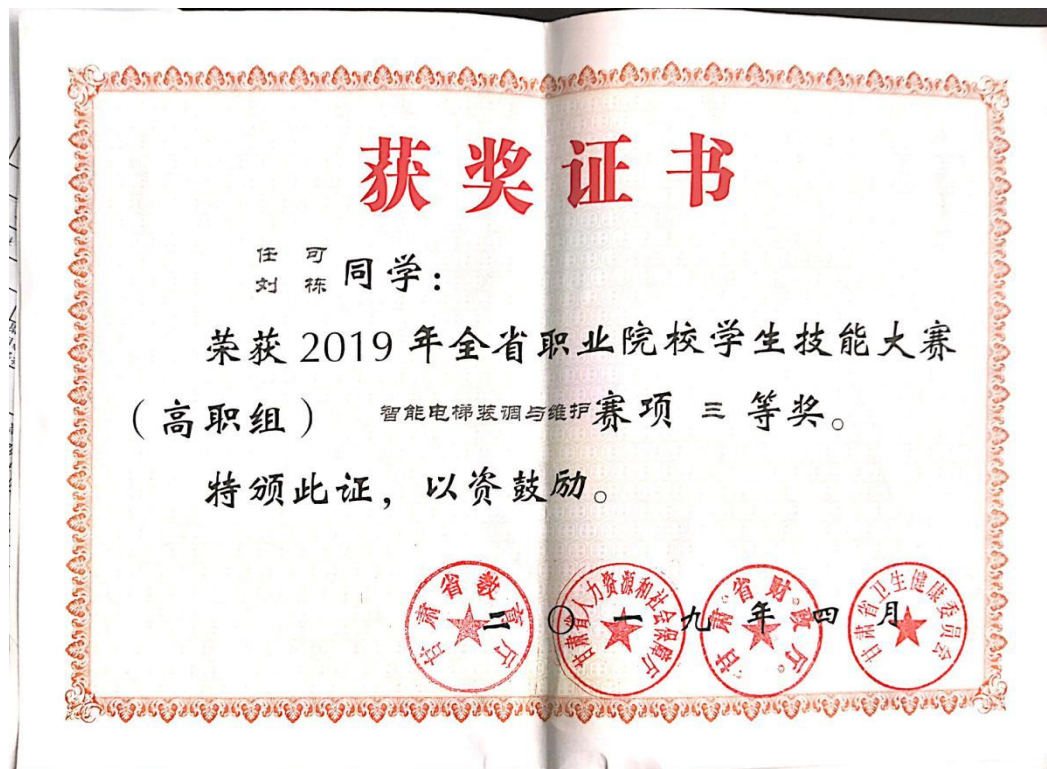 获奖证书
任可
刘栋 同学：
荣获2019年全省职业院校学生技能大赛
（高职组） 智能电梯装调与维护赛项 三 等奖。
特颁此证，以资鼓励。
二〇一九年四月
甘肃省教育厅
甘肃省人力资源和社会保障厅
甘肃省财政厅
甘肃省卫生健康委员会